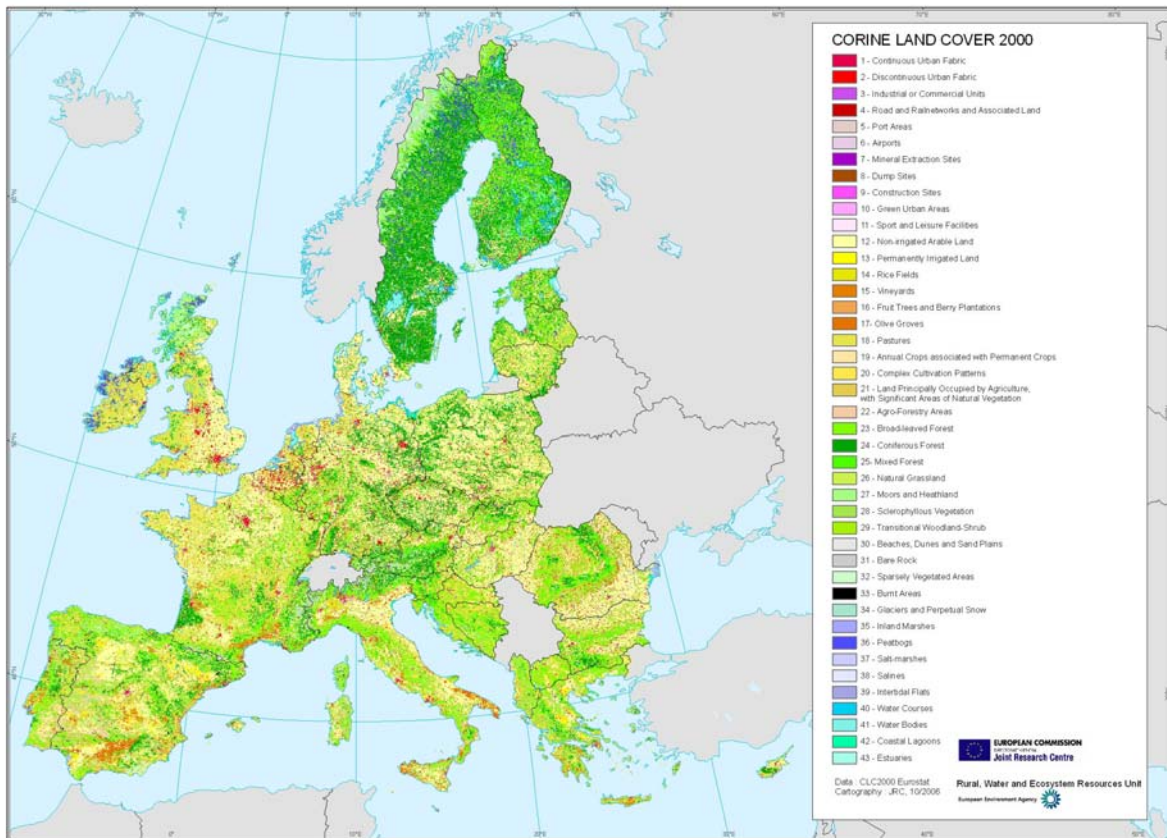 CORINE LAND COVER 2000
1 - Continuous Urban Fabric
2 - Discontinuous Urban Fabric
3 - Industrial or Commercial Units
4 - Road and Railnetworks and Associated Land
5 - Port Areas
6 - Airports
7 - Mineral Extraction Sites
8 - Dump Sites
9 - Construction Sites
10 - Green Urban Areas
11 - Sport and Leisure Facilities
12 - Non-irrigated Arable Land
13 - Permanently Irrigated Land
14 - Rice Fields
15 - Vineyards
16 - Fruit Trees and Berry Plantations
17- Olive Groves
18 - Pastures
19 - Annual Crops associated with Permanent Crops
20 - Complex Cultivation Patterns
21 - Land Principally Occupied by Agriculture,
with Significant Areas of Natural Vegetation
22 - Agro-Forestry Areas
23 - Broad-leaved Forest
24 - Coniferous Forest
25- Mixed Forest
26 - Natural Grassland
27 - Moors and Heathland
28 - Sclerophyllous Vegetation
29 - Transitional Woodland-Shrub
30 - Beaches, Dunes and Sand Plains
31 - Bare Rock
32 - Sparsely Vegetated Areas
33 - Burnt Areas
34 - Glaciers and Perpetual Snow
35 - Inland Marshes
36 - Peatbogs
37 - Salt-marshes
38 - Salines
39 - Intertidal Flats
40 - Water Courses
41 - Water Bodies
42 - Coastal Lagoons
43 - Estuaries
EUROPEAN COMMISSION
Joint Research Centre
Data : CLC2000 Eurostat
Cartography : JRC, 10/2006
Rural, Water and Ecosystem Resources Unit
European Environment Agency